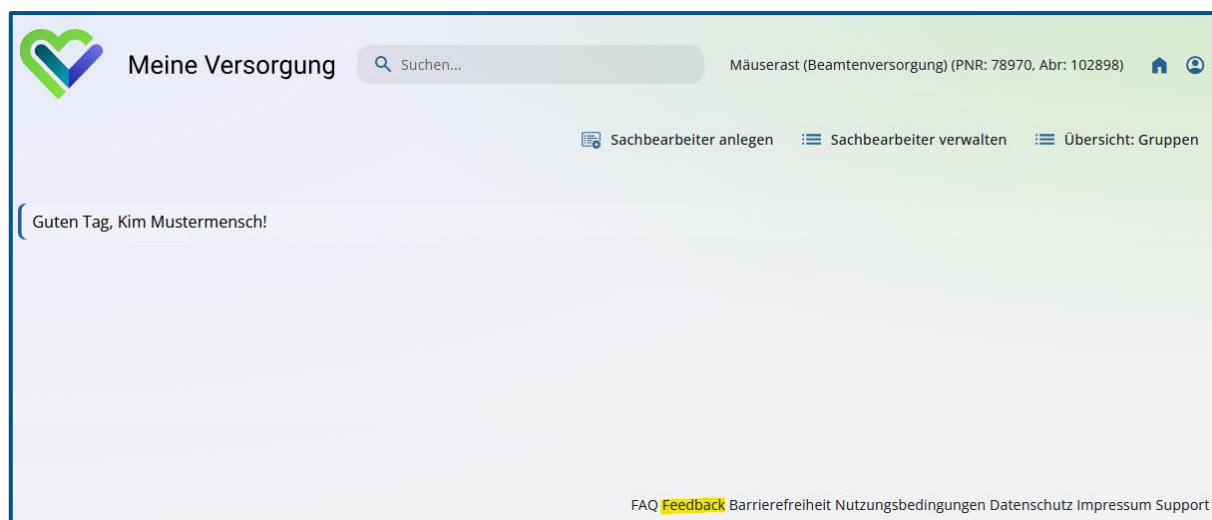 Meine Versorgung
Suchen...
Mäuserast (Beamtenversorgung) (PNR: 78970, Abr: 102898)
Sachbearbeiter anlegen
Sachbearbeiter verwalten
Übersicht: Gruppen
Guten Tag, Kim Mustermensch!
FAQ Feedback Barrierefreiheit Nutzungsbedingungen Datenschutz Impressum Support